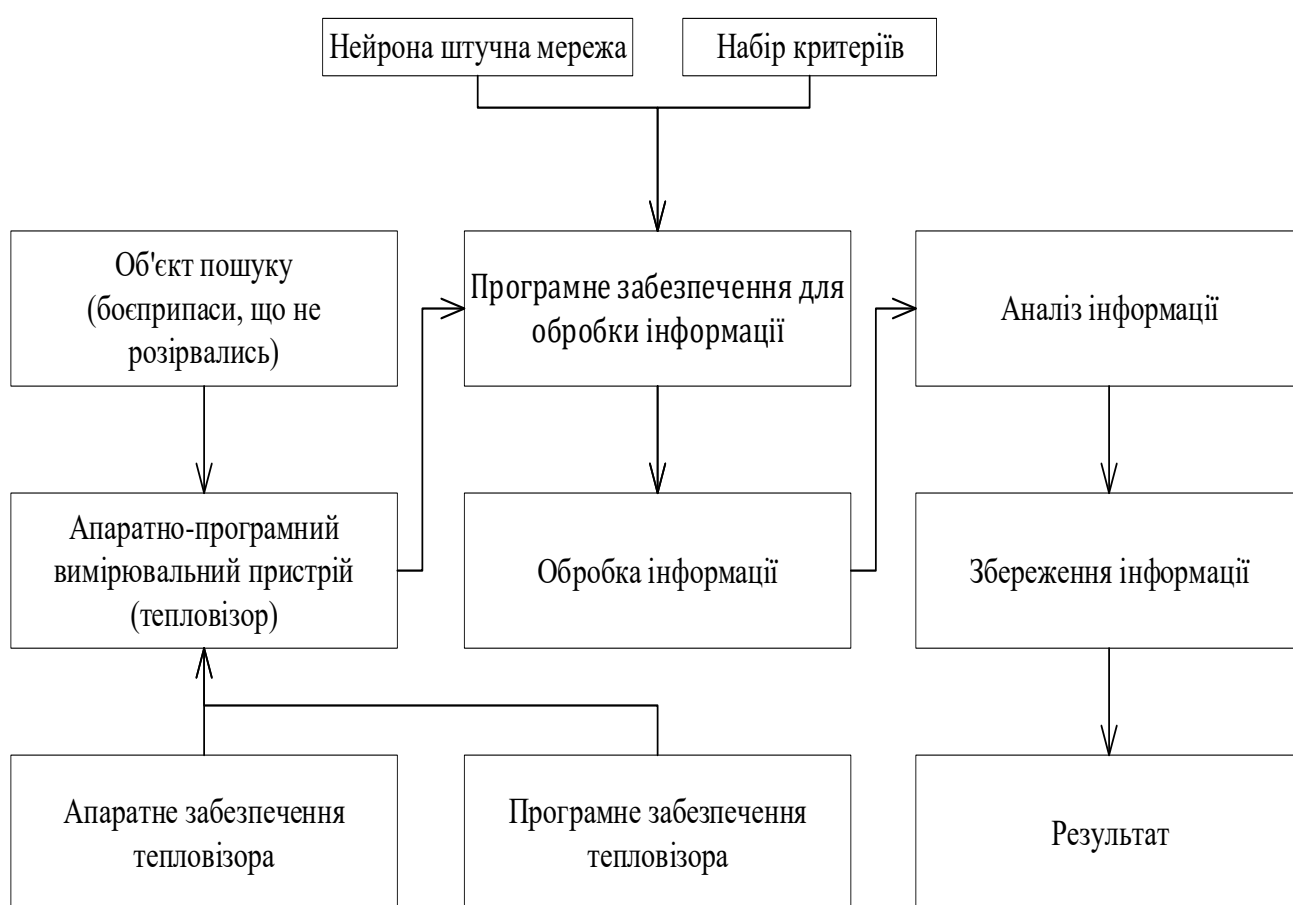 Нейрона штучна мережа
Набір критеріїв
Об'єкт пошуку
(боєприпаси, що не
розірвались)
Програмне забезпечення для
обробки інформації
Аналіз інформації
Апаратно-програмний
вимірювальний пристрій
(тепловізор)
Обробка інформації
Збереження інформації
Апаратне забезпечення
тепловізора
Програмне забезпечення
тепловізора
Результат